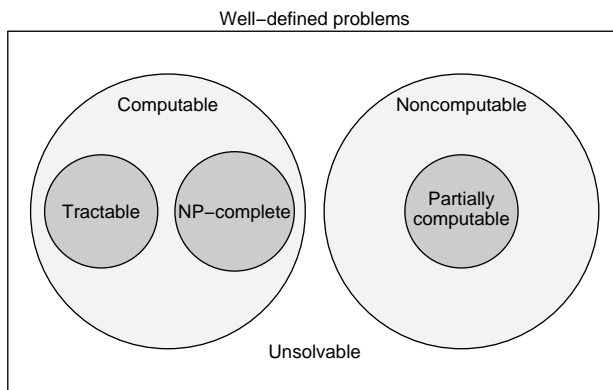 Well–defined problems
Computable
Noncomputable
Tractable
NP–complete
Partially
computable
Unsolvable